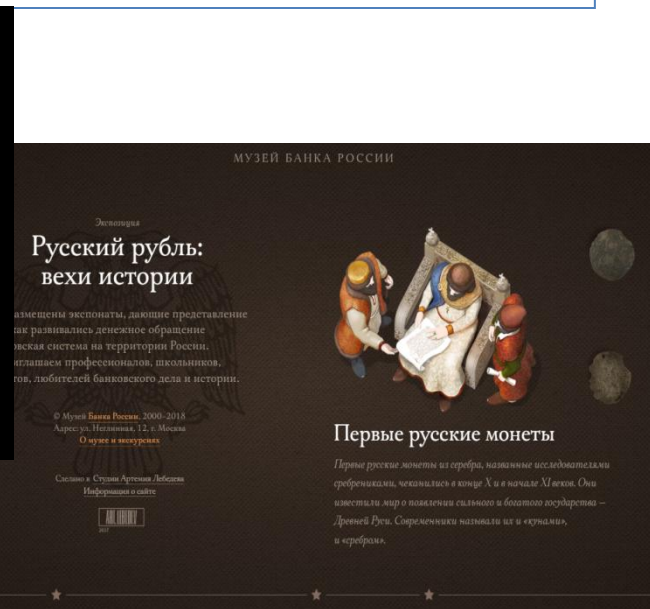 МУЗЕЙ БАНКА РОССИИ
Экспозиция
Русский рубль:
вехи истории
азмещены экспонаты, дающие представление
как развивались денежное обращение
овская система на территории России.
иглашаем профессионалов, школьников,
тов, любителей банковского дела и истории.
© Музей Банка России, 2000–2018
Адрес: ул. Неглинная, 12, г. Москва
О музее и экскурсиях
Сделано в Студии Артемия Лебедева
Информация о сайте
Первые русские монеты
Первые русские монеты из серебра, названные исследователями
сребрениками, чеканились в конце X и в начале XI веков. Они
известили мир о появлении сильного и богатого государства —
Древней Руси. Современники называли их и «кунами»,
и «сребром».